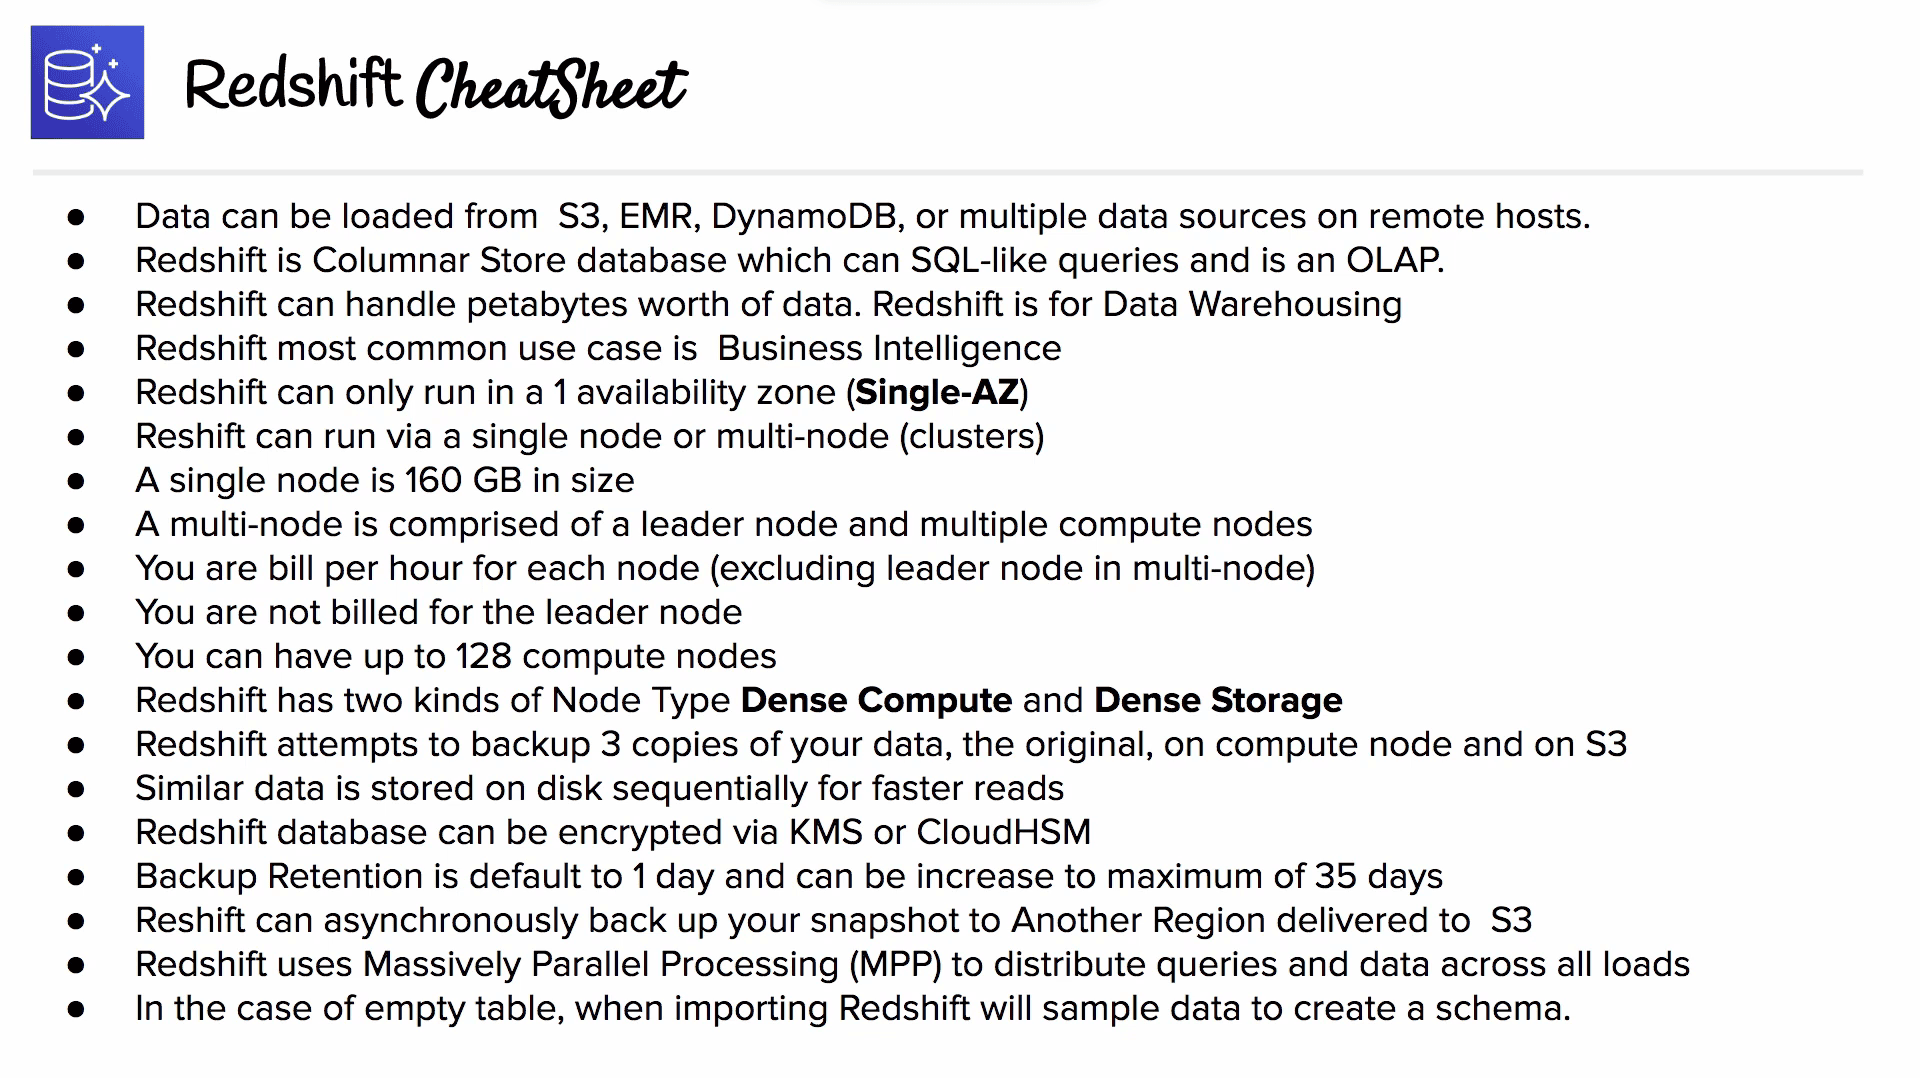 Redshift CheatSheet
● Data can be loaded from  S3, EMR, DynamoDB, or multiple data sources on remote hosts.
● Redshift is Columnar Store database which can SQL-like queries and is an OLAP.
● Redshift can handle petabytes worth of data. Redshift is for Data Warehousing
● Redshift most common use case is  Business Intelligence
● Redshift can only run in a 1 availability zone (Single-AZ)
● Reshift can run via a single node or multi-node (clusters)
● A single node is 160 GB in size
● A multi-node is comprised of a leader node and multiple compute nodes
● You are bill per hour for each node (excluding leader node in multi-node)
● You are not billed for the leader node
● You can have up to 128 compute nodes
● Redshift has two kinds of Node Type Dense Compute and Dense Storage
● Redshift attempts to backup 3 copies of your data, the original, on compute node and on S3
● Similar data is stored on disk sequentially for faster reads
● Redshift database can be encrypted via KMS or CloudHSM
● Backup Retention is default to 1 day and can be increase to maximum of 35 days
● Reshift can asynchronously back up your snapshot to Another Region delivered to  S3
● Redshift uses Massively Parallel Processing (MPP) to distribute queries and data across all loads
● In the case of empty table, when importing Redshift will sample data to create a schema.